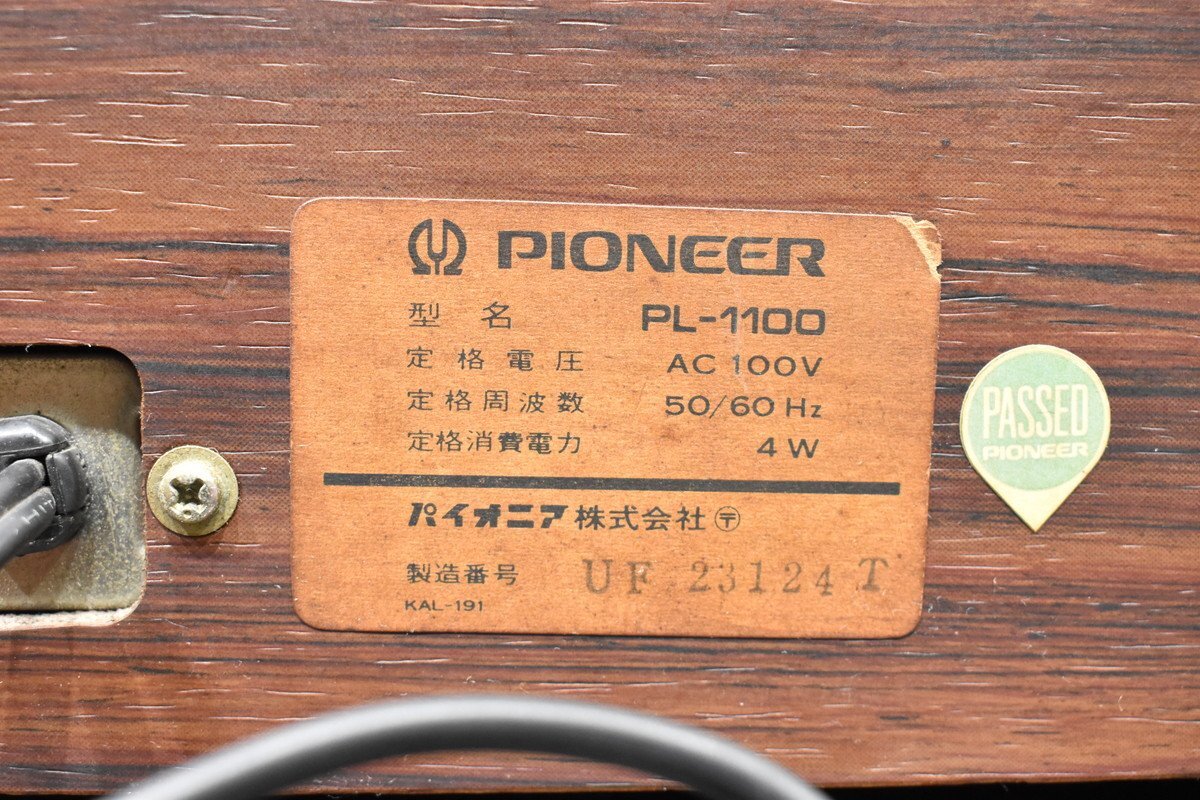 PIONEER
型名 PL-1100
定格電圧 AC 100V
定格周波数 50/60 Hz
定格消費電力 4 W
パイオニア株式会社 〶
製造番号 UF 23124 T
KAL-191
PASSED
PIONEER